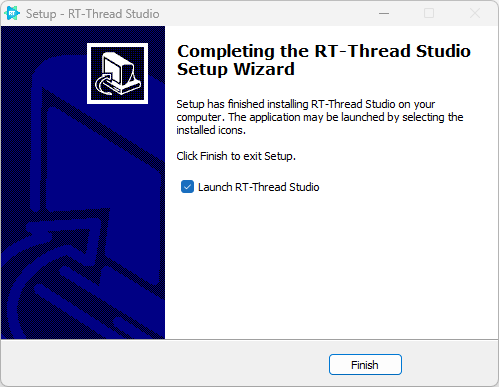 Setup - RT-Thread Studio
Completing the RT-Thread Studio
Setup Wizard
Setup has finished installing RT-Thread Studio on your
computer. The application may be launched by selecting the
installed icons.
Click Finish to exit Setup.
Launch RT-Thread Studio
Finish